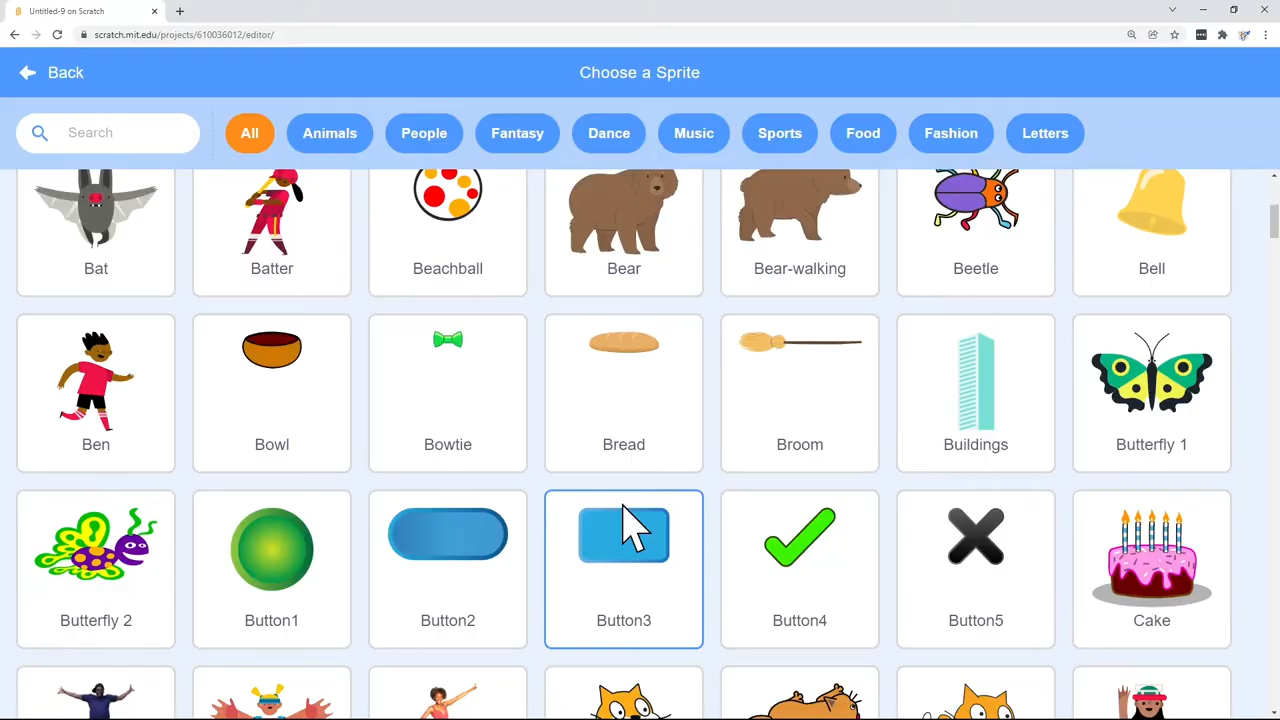 Untitled-9 on Scratch
scratch.mit.edu/projects/610036012/editor/
Back
Choose a Sprite
Search
All
Animals
People
Fantasy
Dance
Music
Sports
Food
Fashion
Letters
Bat
Batter
Beachball
Bear
Bear-walking
Beetle
Bell
Ben
Bowl
Bowtie
Bread
Broom
Buildings
Butterfly 1
Butterfly 2
Button1
Button2
Button3
Button4
Button5
Cake